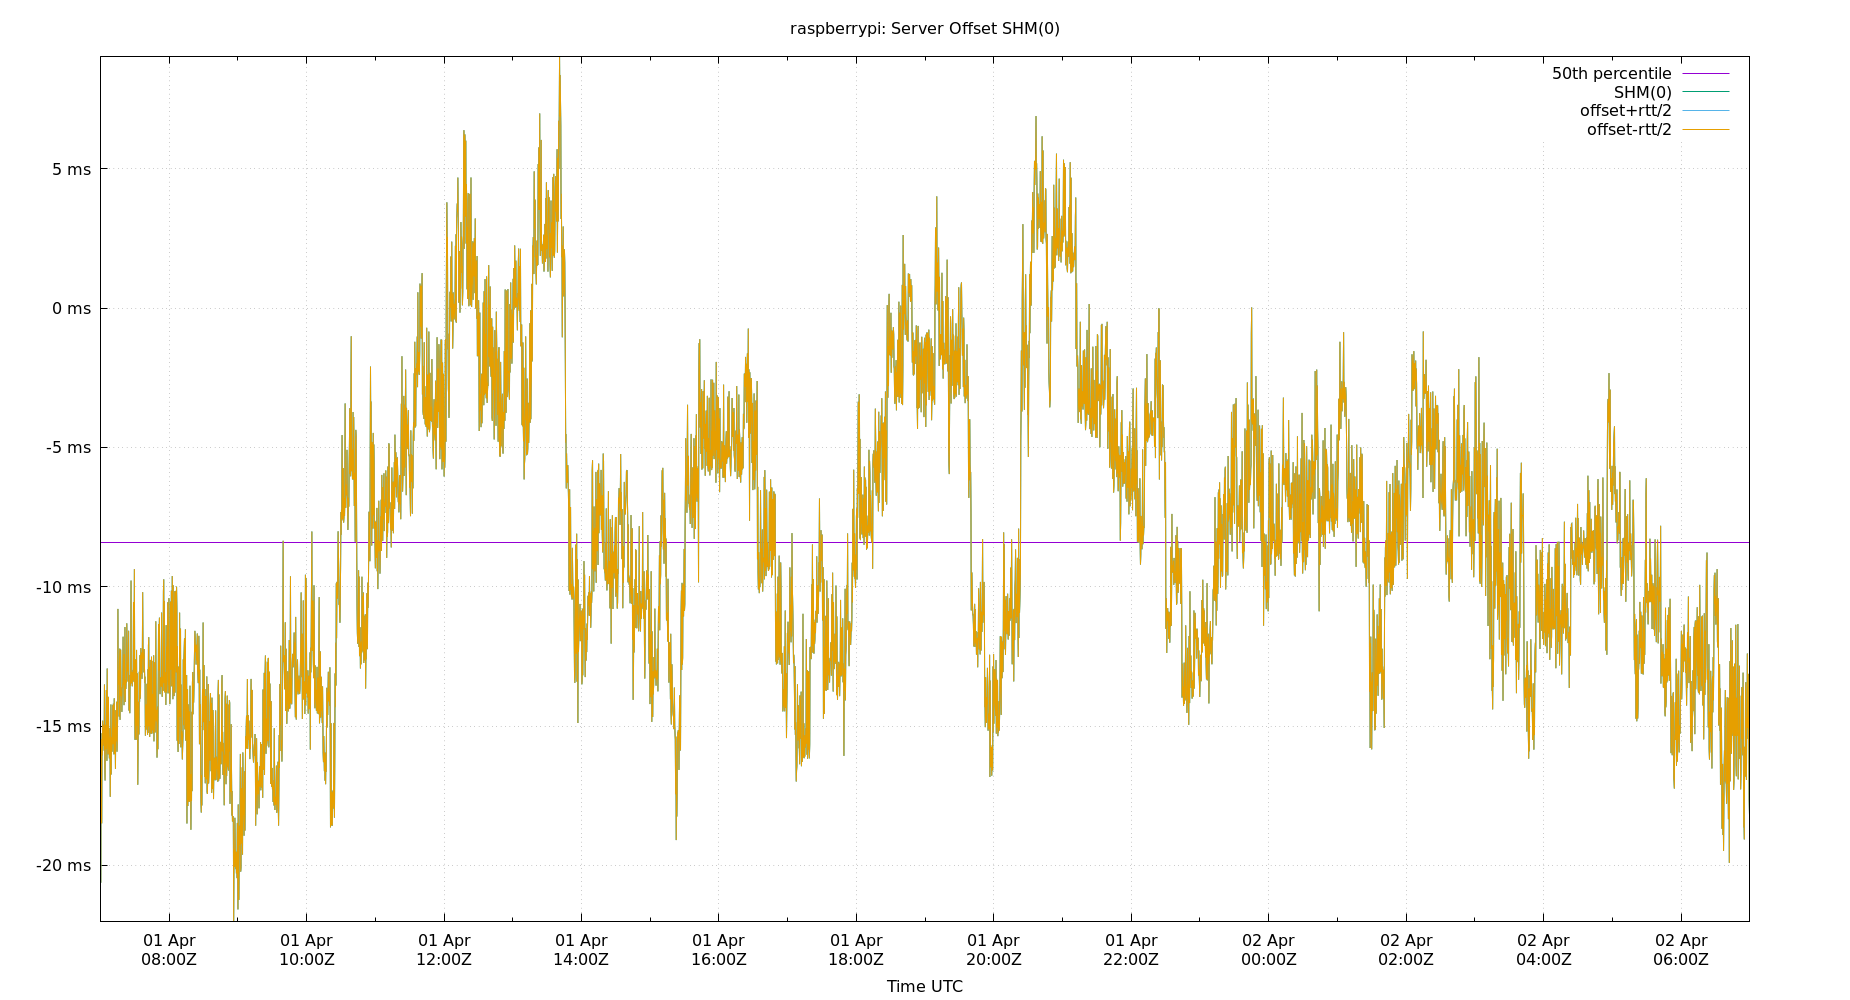 raspberrypi: Server Offset SHM(0)
50th percentile
SHM(0)
offset+rtt/2
offset-rtt/2
5 ms
0 ms
-5 ms
-10 ms
-15 ms
-20 ms
01 Apr 01 Apr 01 Apr 01 Apr 01 Apr 01 Apr 01 Apr 01 Apr 02 Apr 02 Apr 02 Apr 02 Apr
08:00Z 10:00Z 12:00Z 14:00Z 16:00Z 18:00Z 20:00Z 22:00Z 00:00Z 02:00Z 04:00Z 06:00Z
Time UTC